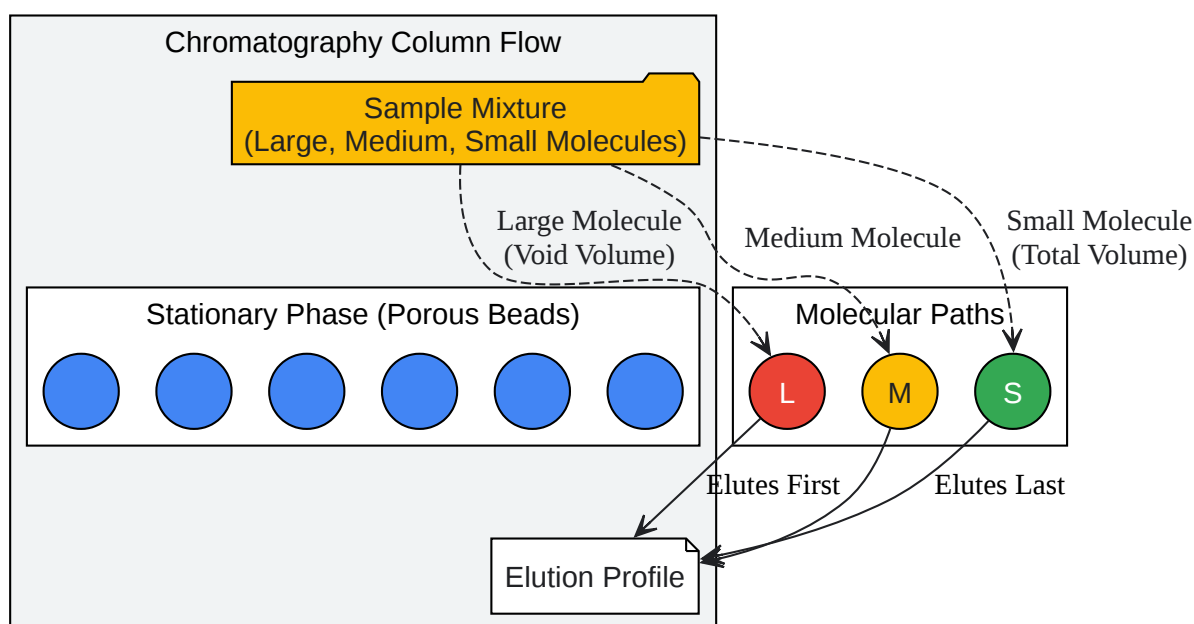 Chromatography Column Flow
Sample Mixture
(Large, Medium, Small Molecules)
Large Molecule
(Void Volume)
Medium Molecule
Small Molecule
(Total Volume)
Stationary Phase (Porous Beads)
Molecular Paths
L
M
S
Elutes First
Elutes Last
Elution Profile